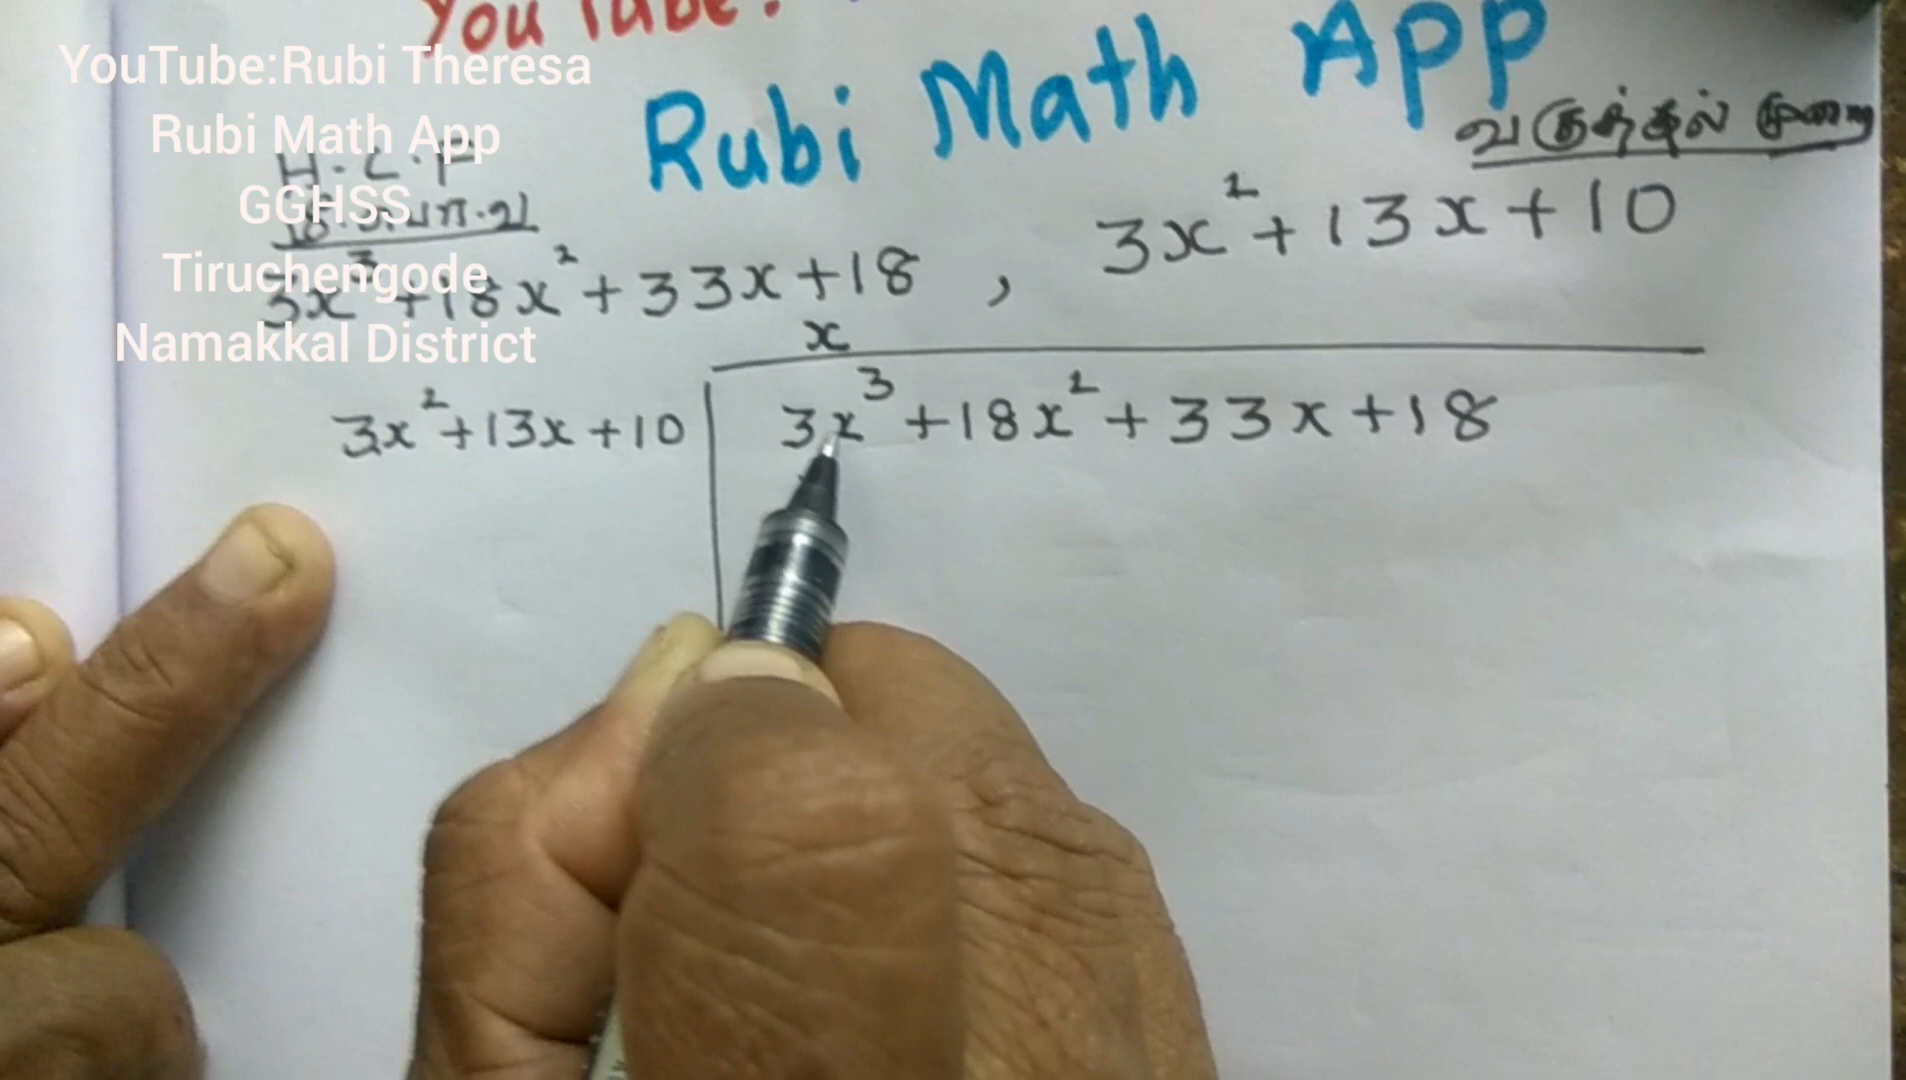 YouTube:
Rubi Math App
YouTube:Rubi Theresa
Rubi Math App
GGHSS
Tiruchengode
Namakkal District
வகுத்தல் முறை
H.C.F
3x³+18x²+33x+18 , 3x²+13x+10
x
3x²+13x+10 3x³+18x²+33x+18